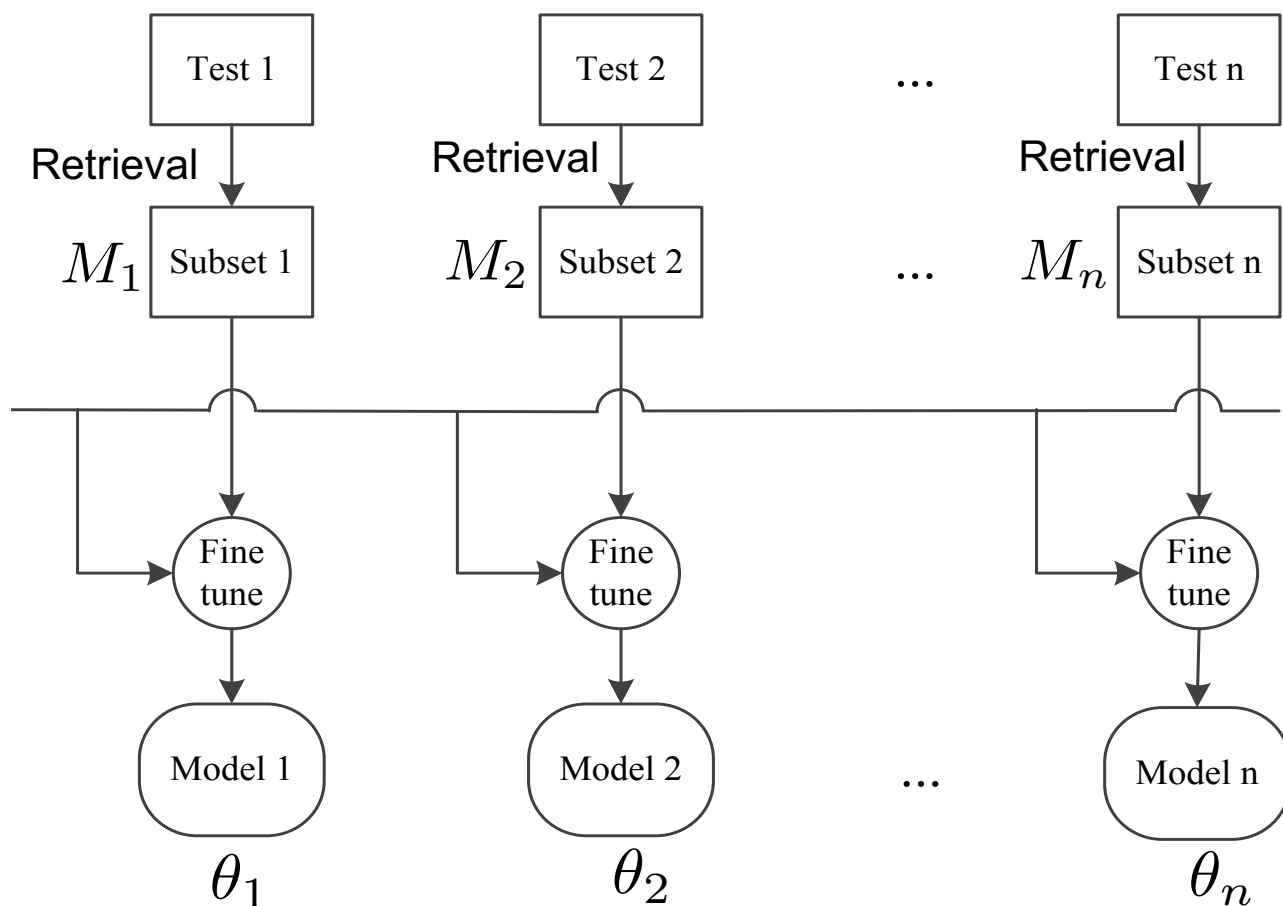 Test 1 Test 2 ... Test n
Retrieval Retrieval Retrieval
M₁ Subset 1 M₂ Subset 2 ... Mₙ Subset n
Fine Fine Fine
tune tune tune
Model 1 Model 2 ... Model n
θ₁ θ₂ θₙ